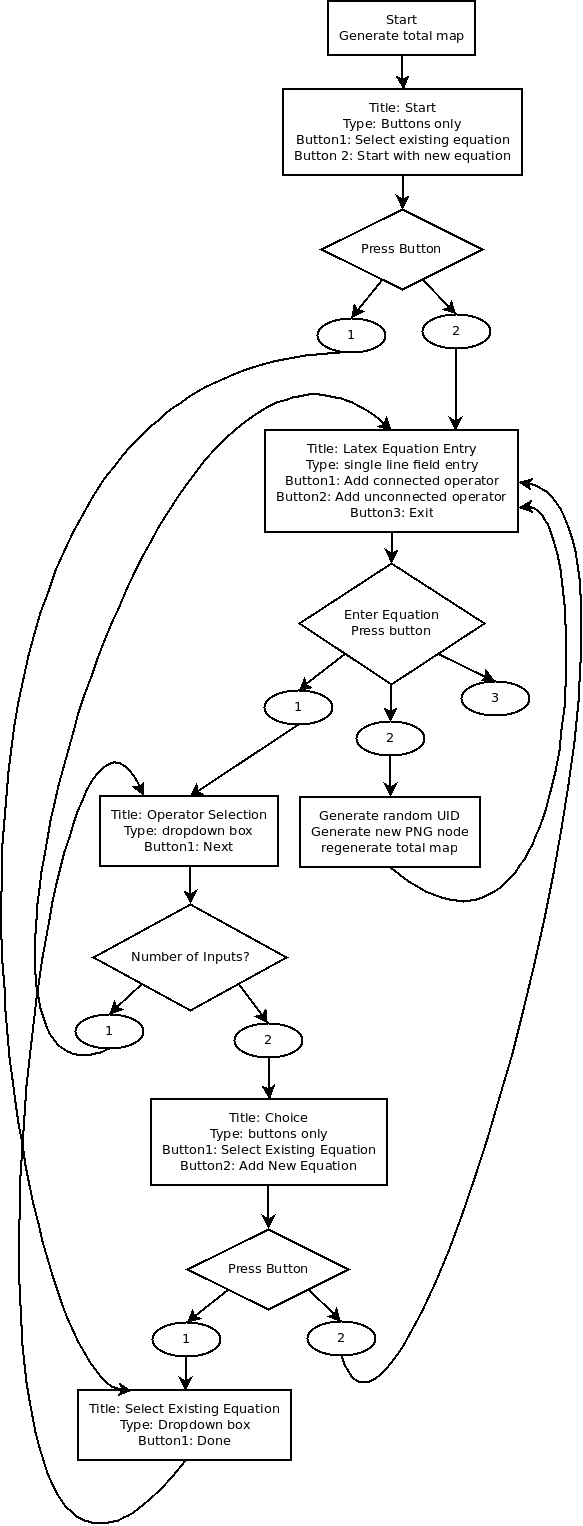 Start
Generate total map
Title: Start
Type: Buttons only
Button1: Select existing equation
Button 2: Start with new equation
Press Button
1
2
Title: Latex Equation Entry
Type: single line field entry
Button1: Add connected operator
Button2: Add unconnected operator
Button3: Exit
Enter Equation
Press button
1
2
3
Title: Operator Selection
Type: dropdown box
Button1: Next
Generate random UID
Generate new PNG node
regenerate total map
Number of Inputs?
1
2
Title: Choice
Type: buttons only
Button1: Select Existing Equation
Button2: Add New Equation
Press Button
1
2
Title: Select Existing Equation
Type: Dropdown box
Button1: Done